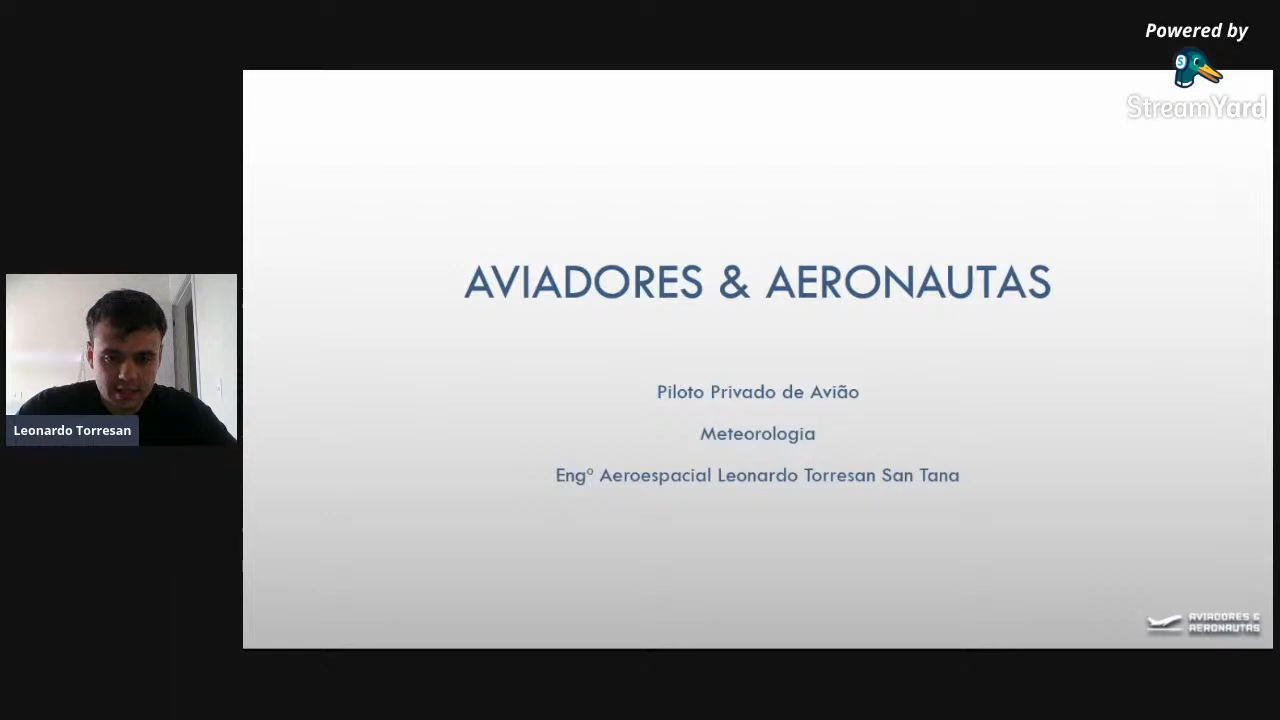 Powered by
StreamYard
AVIADORES & AERONAUTAS
Piloto Privado de Avião
Meteorologia
Engº Aeroespacial Leonardo Torresan San Tana
Leonardo Torresan
AVIADORES &
AERONAUTAS